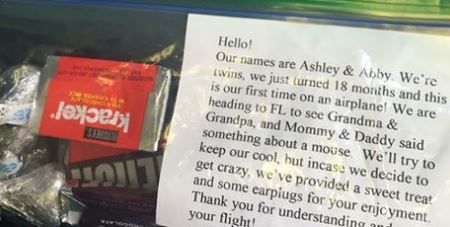 Hello!
Our names are Ashley & Abby. We're
twins, we just turned 18 months and this
is our first time on an airplane! We are
heading to FL to see Grandma &
Grandpa, and Mommy & Daddy said
something about a mouse. We'll try to
keep our cool, but incase we decide to
get crazy, we've provided a sweet treat
and some earplugs for your enjoyment.
Thank you for understanding and
your flight!
HERSHEY'S
krackel
MILK CHOCOLATE